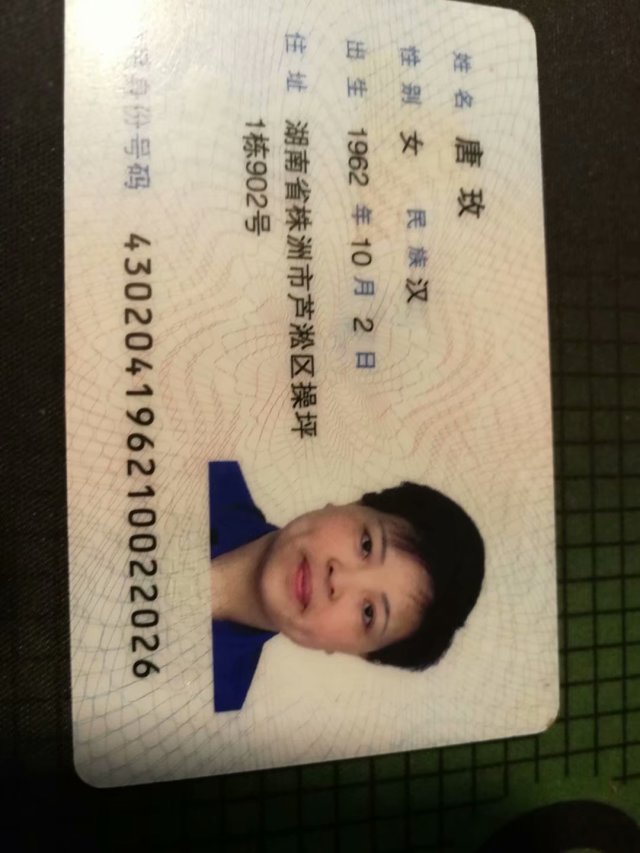 姓名 唐玫
性别 女 民族 汉
出生 1962 年 10 月 2 日
住址 湖南省株洲市芦淞区操坪
1栋902号
民身份号码 430204196210022026